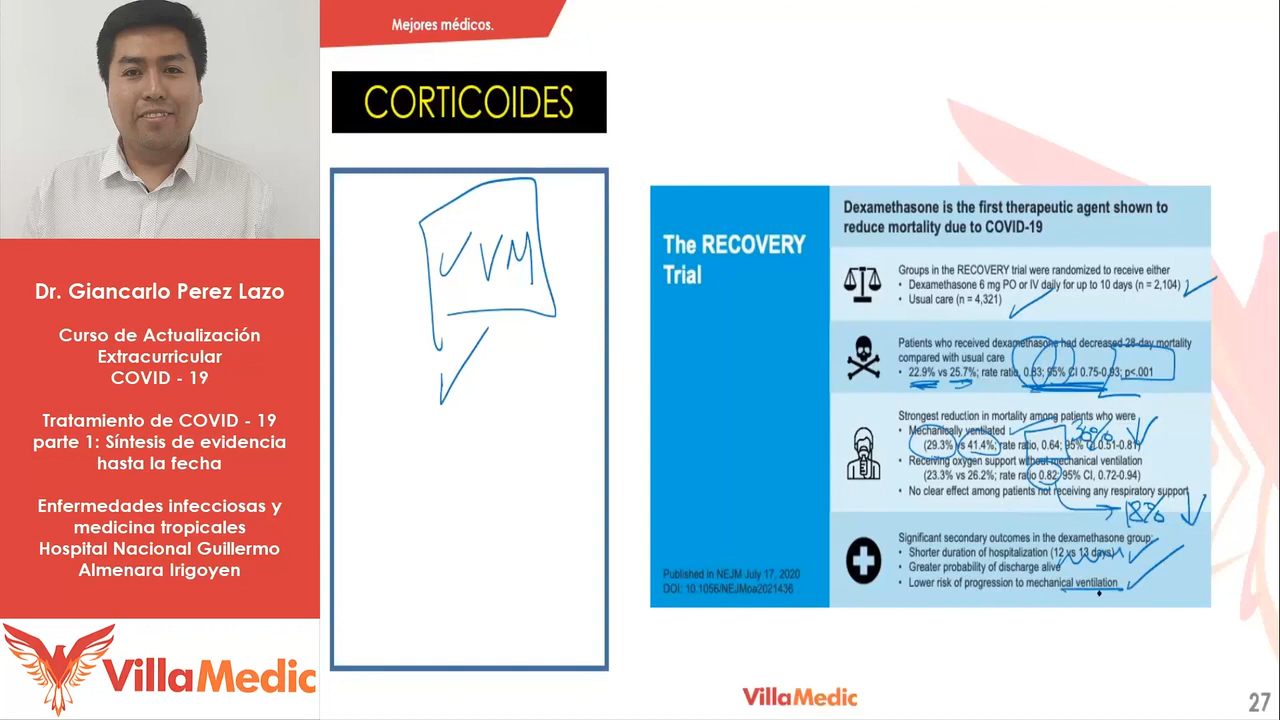 Mejores médicos.
CORTICOIDES
VVM
Dr. Giancarlo Perez Lazo
Curso de Actualización
Extracurricular
COVID - 19
Tratamiento de COVID - 19
parte 1: Síntesis de evidencia
hasta la fecha
Enfermedades infecciosas y
medicina tropicales
Hospital Nacional Guillermo
Almenara Irigoyen
VillaMedic
The RECOVERY
Trial
Published in NEJM July 17, 2020
DOI: 10.1056/NEJMoa2021436
Dexamethasone is the first therapeutic agent shown to
reduce mortality due to COVID-19
Groups in the RECOVERY trial were randomized to receive either
• Dexamethasone 6 mg PO or IV daily for up to 10 days (n = 2,104)
• Usual care (n = 4,321)
Patients who received dexamethasone had decreased 28-day mortality
compared with usual care
• 22.9% vs 25.7%; rate ratio, 0.83; 95% CI 0.75-0.93; p<.001
Strongest reduction in mortality among patients who were
• Mechanically ventilated
(29.3% vs 41.4%; rate ratio, 0.64; 95% CI 0.51-0.81)
36%
• Receiving oxygen support without mechanical ventilation
(23.3% vs 26.2%; rate ratio 0.82; 95% CI, 0.72-0.94)
• No clear effect among patients not receiving any respiratory support
18%
Significant secondary outcomes in the dexamethasone group:
• Shorter duration of hospitalization (12 vs 13 days)
• Greater probability of discharge alive
• Lower risk of progression to mechanical ventilation
VillaMedic
27